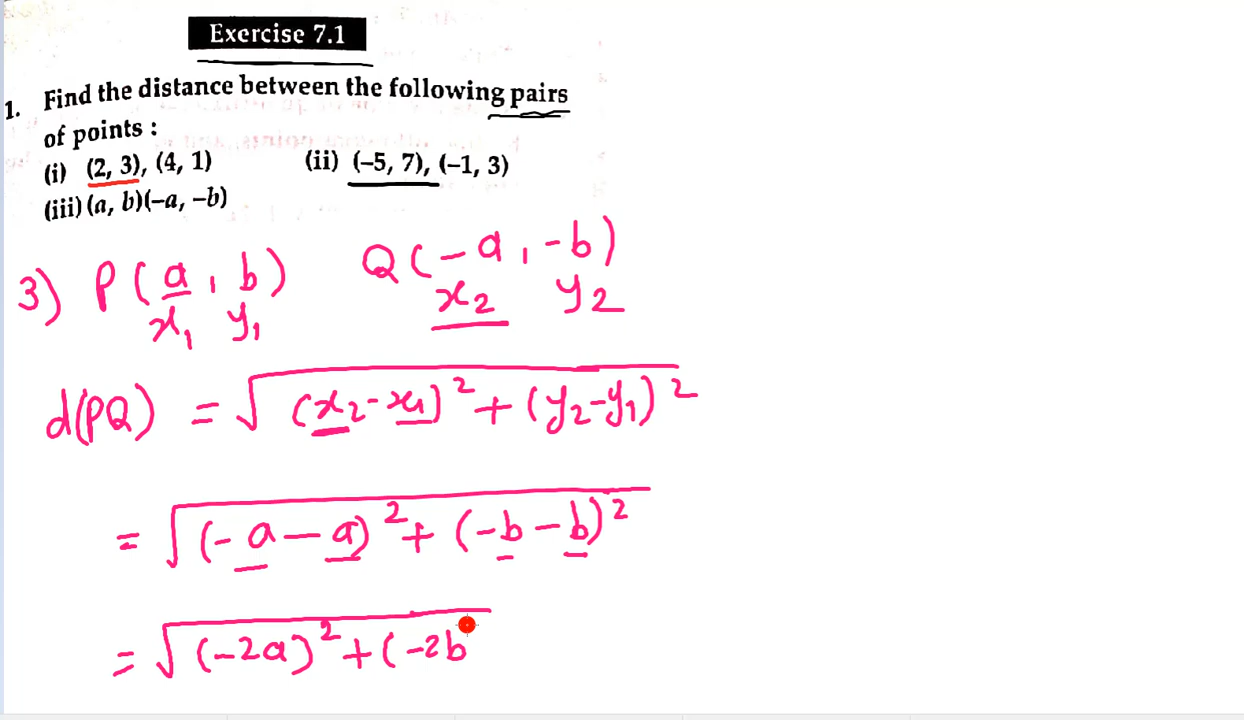 Exercise 7.1
1. Find the distance between the following pairs
of points :
(i) (2, 3), (4, 1) (ii) (–5, 7), (–1, 3)
(iii) (a, b)(–a, –b)
3) P(a, b) Q(-a, -b)
x₁ y₁ x₂ y₂
d(PQ) = √(x₂-x₁)² + (y₂-y₁)²
= √(-a-a)² + (-b-b)²
= √(-2a)² + (-2b